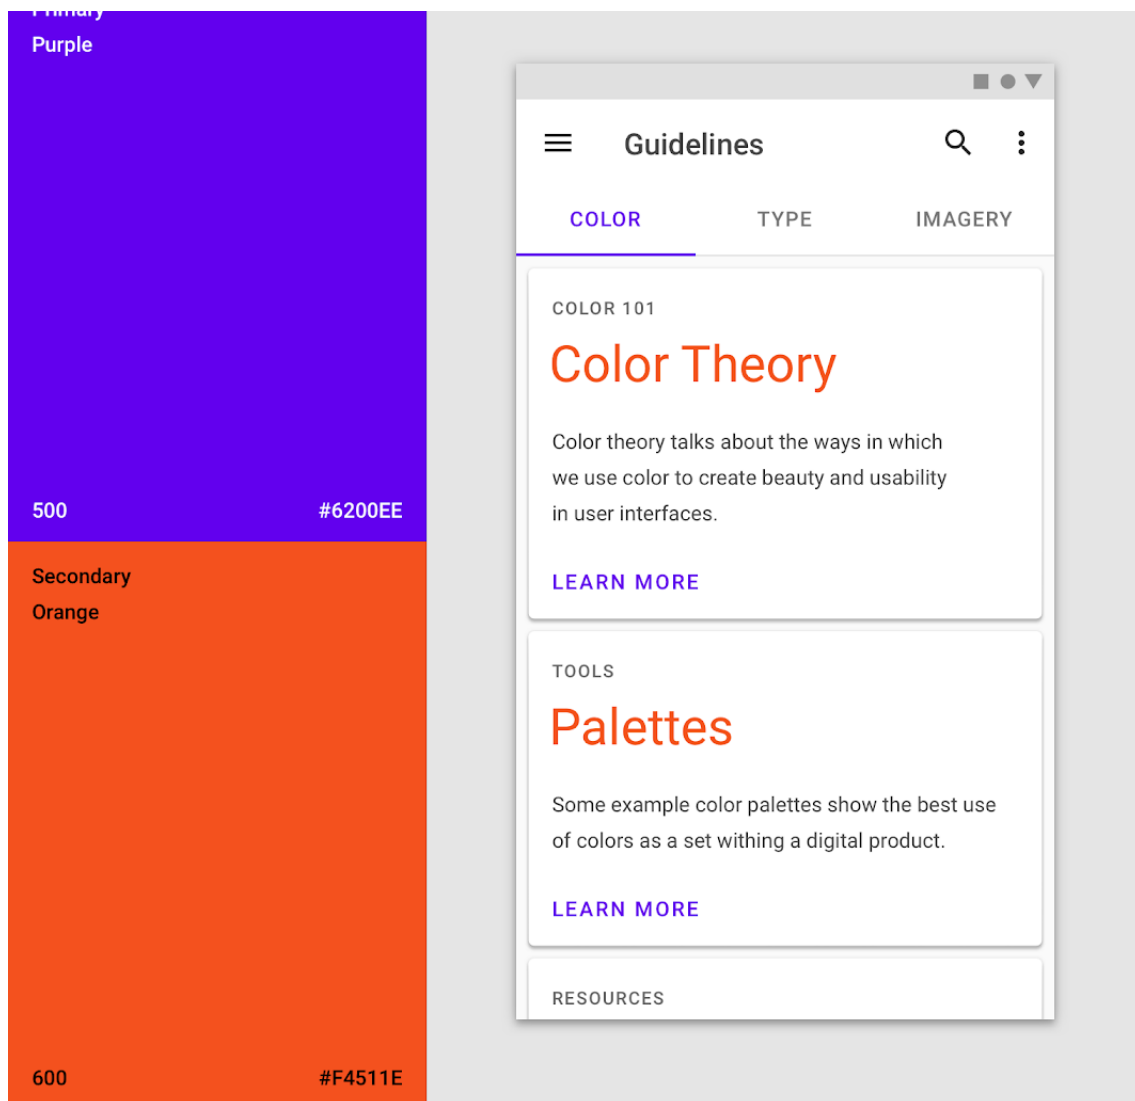 Primary
Purple
500 #6200EE
Secondary
Orange
600 #F4511E
Guidelines
COLOR TYPE IMAGERY
COLOR 101
Color Theory
Color theory talks about the ways in which
we use color to create beauty and usability
in user interfaces.
LEARN MORE
TOOLS
Palettes
Some example color palettes show the best use
of colors as a set withing a digital product.
LEARN MORE
RESOURCES